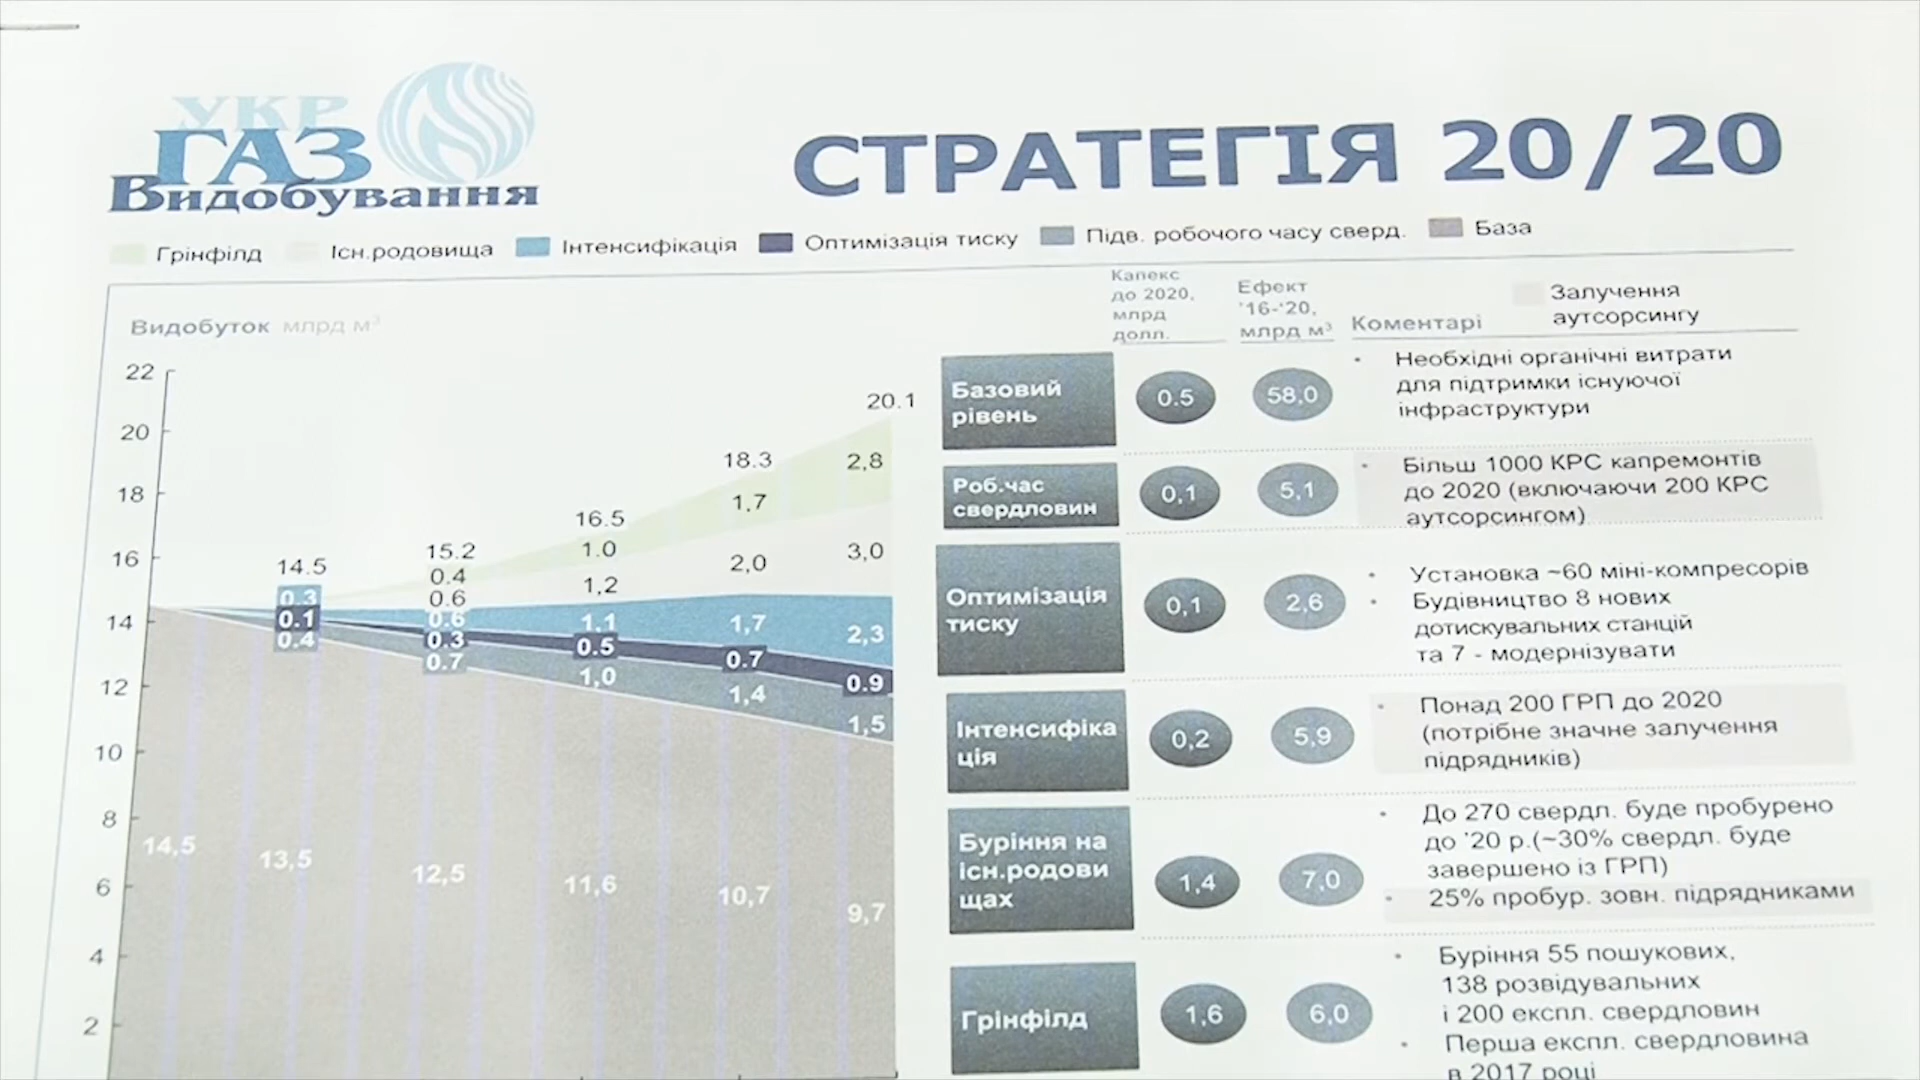 УКР
ГАЗ
Видобування
СТРАТЕГІЯ 20/20
Грінфілд
Існ.родовища
Інтенсифікація
Оптимізація тиску
Підв. робочого часу сверд.
База
Видобуток млрд м³
22
20
18
16
14
12
10
8
6
4
2
14.5
0.3
0.1
0.4
15.2
0.4
0.6
0.6
0.3
0.7
16.5
1.0
1,2
1.1
0.5
1,0
18.3
1,7
2,0
1,7
0.7
1,4
20.1
2,8
3,0
2,3
0.9
1,5
14,5
13,5
12,5
11,6
10,7
9,7
Капекс
до 2020,
млрд
долл.
Ефект
'16-'20,
млрд м³
Коментарі
Залучення
аутсорсингу
Базовий
рівень
0.5
58,0
• Необхідні органічні витрати
для підтримки існуючої
інфраструктури
Роб.час
свердловин
0,1
5,1
• Більш 1000 КРС капремонтів
до 2020 (включаючи 200 КРС
аутсорсингом)
Оптимізація
тиску
0,1
2,6
• Установка ~60 міні-компресорів
• Будівництво 8 нових
дотискувальних станцій
та 7 - модернізувати
Інтенсифіка
ція
0,2
5,9
• Понад 200 ГРП до 2020
(потрібне значне залучення
підрядників)
Буріння на
існ.родови
щах
1,4
7,0
• До 270 свердл. буде пробурено
до '20 р.(~30% свердл. буде
завершено із ГРП)
• 25% пробур. зовн. підрядниками
Грінфілд
1,6
6,0
• Буріння 55 пошукових,
138 розвідувальних
і 200 експл. свердловин
• Перша експл. свердловина
в 2017 році